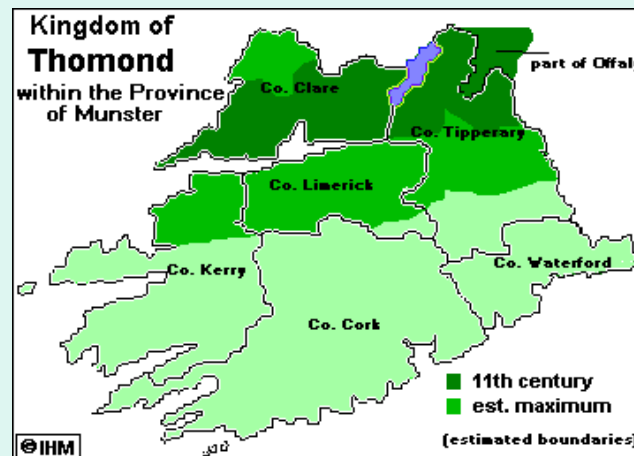 Kingdom of
Thomond
within the Province
of Munster
part of Offaly
Co. Clare
Co. Tipperary
Co. Limerick
Co. Kerry
Co. Waterford
Co. Cork
11th century
est. maximum
(estimated boundaries)
©IHM